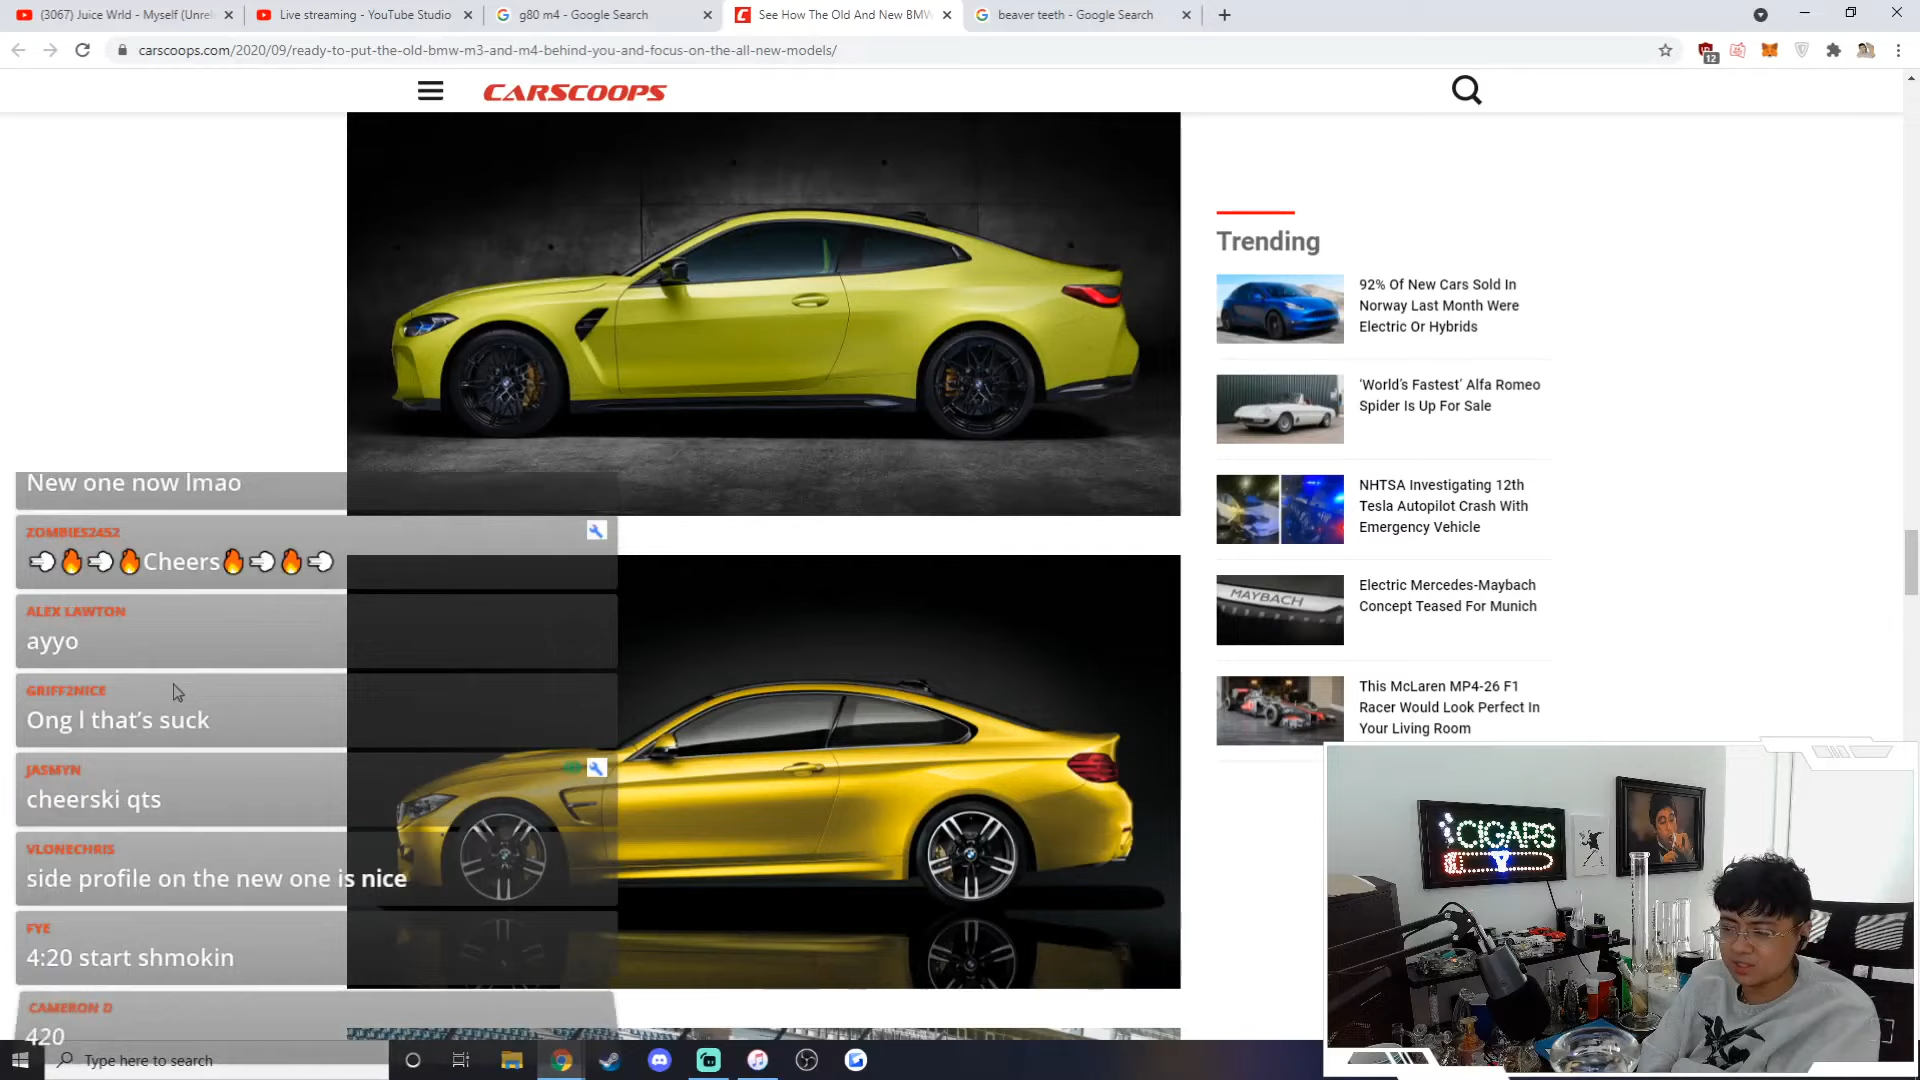 (3067) Juice Wrld - Myself (Unrel
Live streaming - YouTube Studio
g80 m4 - Google Search
See How The Old And New BMW
beaver teeth - Google Search
carscoops.com/2020/09/ready-to-put-the-old-bmw-m3-and-m4-behind-you-and-focus-on-the-all-new-models/
12
CARSCOOPS
Trending
92% Of New Cars Sold In
Norway Last Month Were
Electric Or Hybrids
‘World’s Fastest’ Alfa Romeo
Spider Is Up For Sale
NHTSA Investigating 12th
Tesla Autopilot Crash With
Emergency Vehicle
MAYBACH
Electric Mercedes-Maybach
Concept Teased For Munich
This McLaren MP4-26 F1
Racer Would Look Perfect In
Your Living Room
New one now lmao
ZOMBIES2452
Cheers
ALEX LAWTON
ayyo
GRIFF2NICE
Ong I that’s suck
JASMYN
cheerski qts
VLONECHRIS
side profile on the new one is nice
FYE
4:20 start shmokin
CAMERON D
420
CIGARS
Type here to search